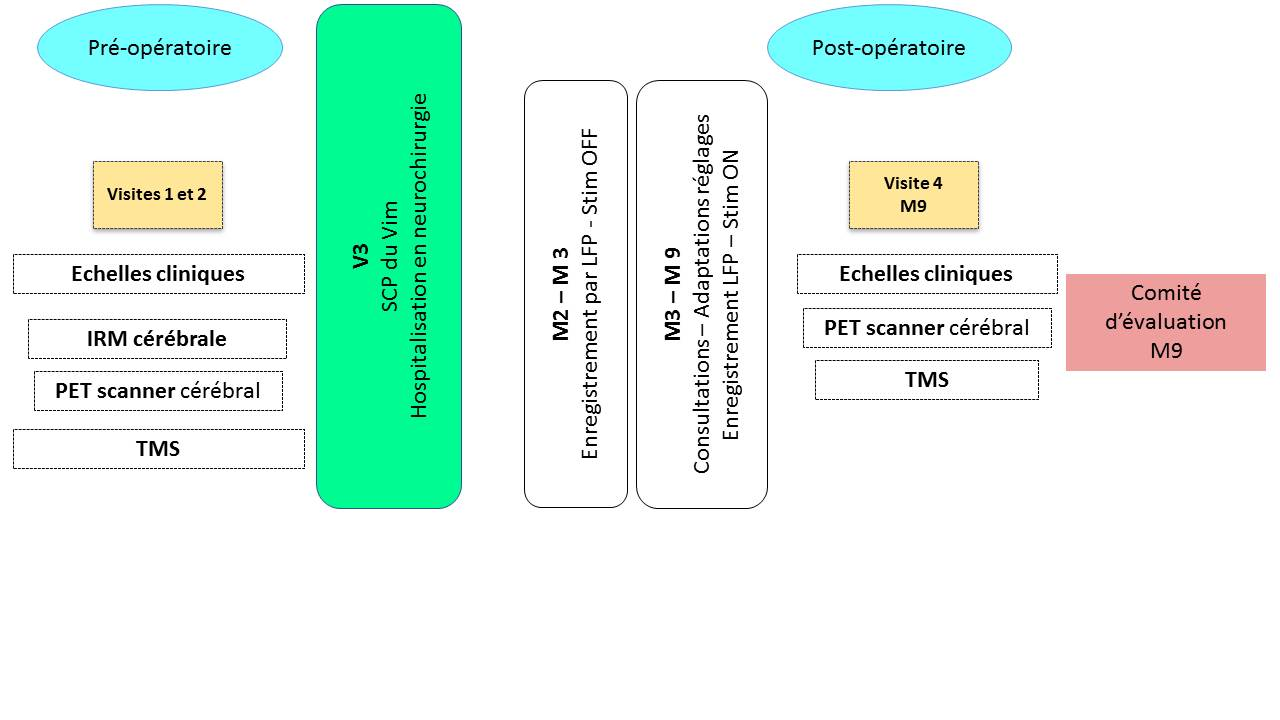 Pré-opératoire
Visites 1 et 2
Echelles cliniques
IRM cérébrale
PET scanner cérébral
TMS
V3
SCP du Vim
Hospitalisation en neurochirurgie
M2 – M 3
Enregistrement par LFP - Stim OFF
M3 – M 9
Consultations – Adaptations réglages
Enregistrement LFP – Stim ON
Post-opératoire
Visite 4
M9
Echelles cliniques
PET scanner cérébral
TMS
Comité
d’évaluation
M9